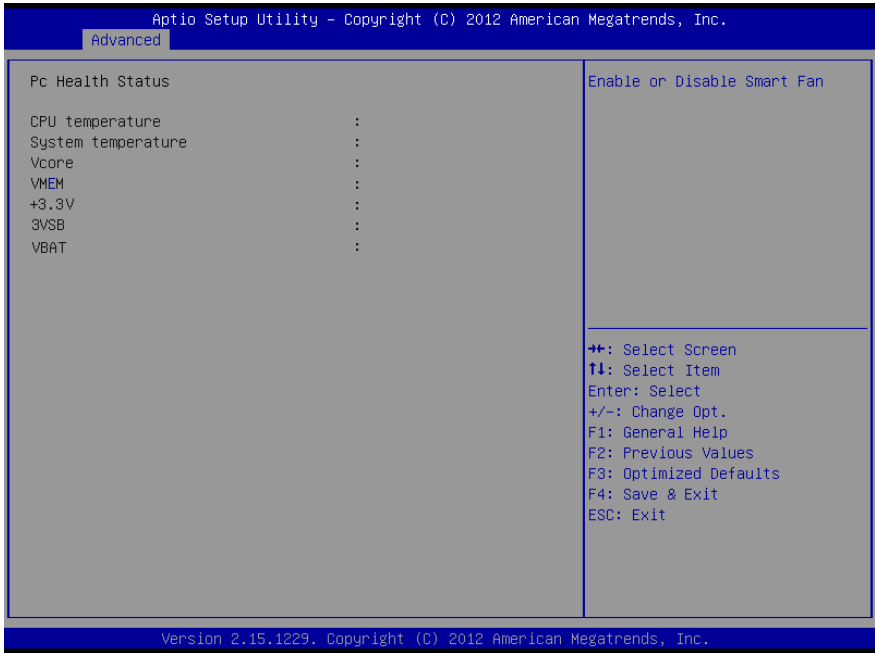 Aptio Setup Utility – Copyright (C) 2012 American Megatrends, Inc.
Advanced
Pc Health Status
CPU temperature :
System temperature :
Vcore :
VMEM :
+3.3V :
3VSB :
VBAT :
Enable or Disable Smart Fan
→←: Select Screen
↑↓: Select Item
Enter: Select
+/-: Change Opt.
F1: General Help
F2: Previous Values
F3: Optimized Defaults
F4: Save & Exit
ESC: Exit
Version 2.15.1229. Copyright (C) 2012 American Megatrends, Inc.